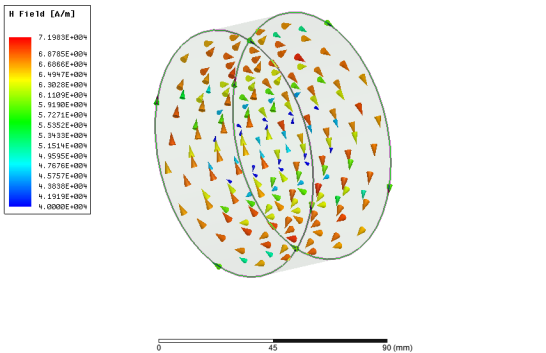 H Field [A/m]
7.1983E+004
6.8785E+004
6.6866E+004
6.4947E+004
6.3028E+004
6.1109E+004
5.9190E+004
5.7271E+004
5.5352E+004
5.3433E+004
5.1514E+004
4.9595E+004
4.7676E+004
4.5757E+004
4.3838E+004
4.1919E+004
4.0000E+004
0 45 90 (mm)